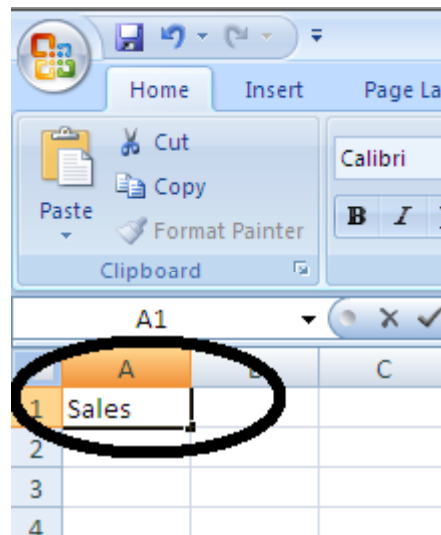 Home Insert Page La
Cut
Copy
Paste
Format Painter
Clipboard
Calibri
B I
A1
A C
1 Sales
2
3
4